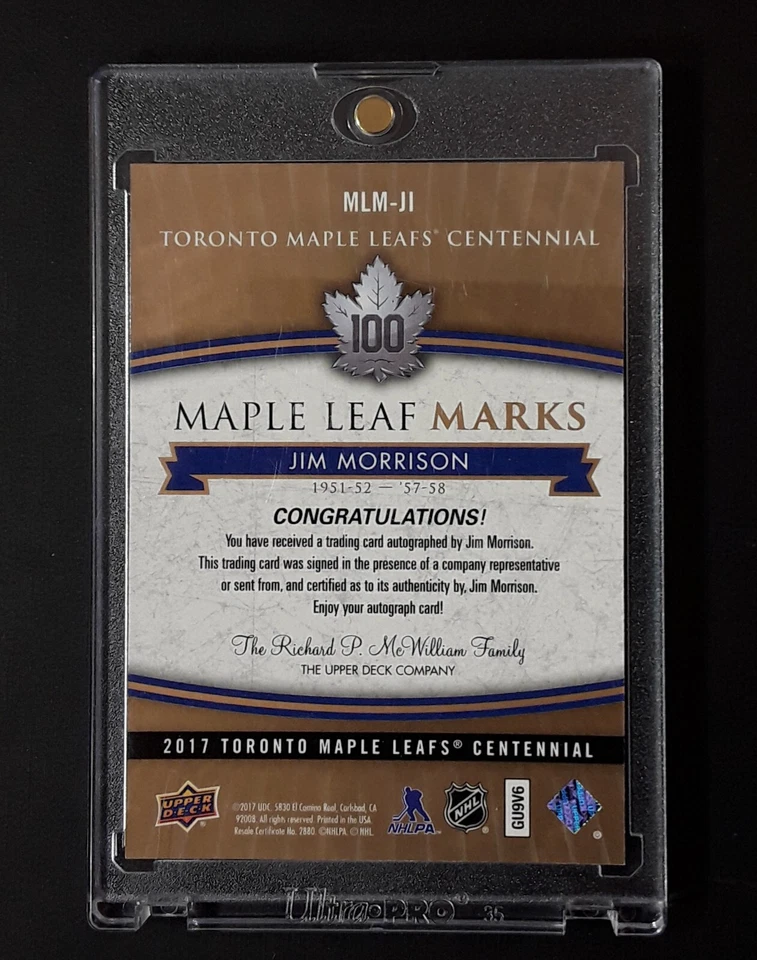 MLM-JI
TORONTO MAPLE LEAFS® CENTENNIAL
100
MAPLE LEAF MARKS
JIM MORRISON
1951-52 — '57-58
CONGRATULATIONS!
You have received a trading card autographed by Jim Morrison.
This trading card was signed in the presence of a company representative
or sent from, and certified as to its authenticity by, Jim Morrison.
Enjoy your autograph card!
The Richard P. McWilliam Family
THE UPPER DECK COMPANY
2017 TORONTO MAPLE LEAFS® CENTENNIAL
UPPER DECK
©2017 UDC. 5830 El Camino Real, Carlsbad, CA
92008. All rights reserved. Printed in the USA.
Resale Certificate No. 2880. ©NHLPA. © NHL.
NHLPA
NHL
GU9V6
Ultra•PRO® 35